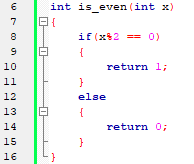 6 int is_even(int x)
7 {
8 if(x%2 == 0)
9 {
10 return 1;
11 }
12 else
13 {
14 return 0;
15 }
16 }